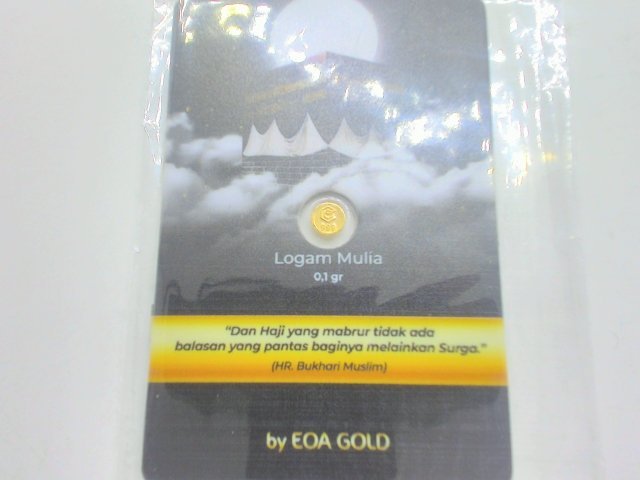 Logam Mulia
0,1 gr
"Dan Haji yang mabrur tidak ada
balasan yang pantas baginya melainkan Surga."
(HR. Bukhari Muslim)
by EOA GOLD